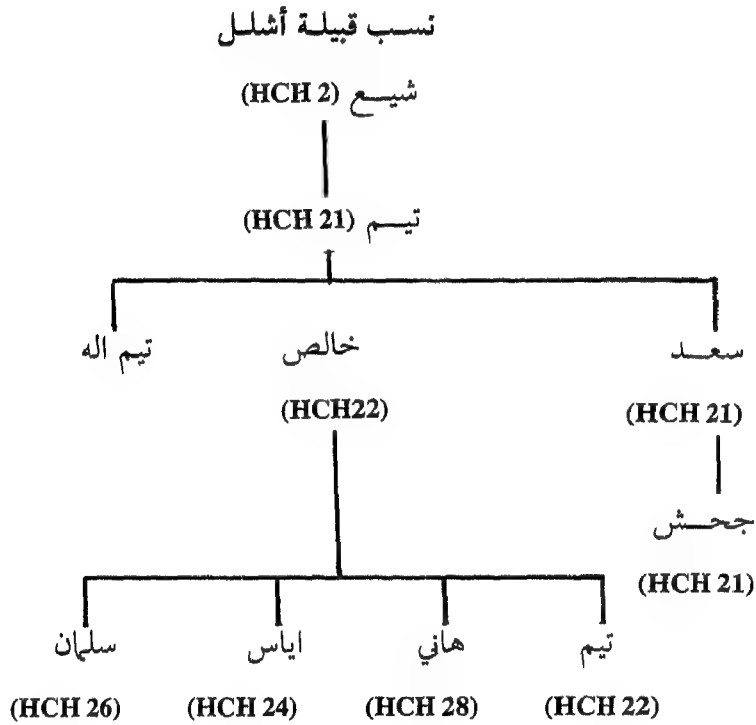 نسب قبيلة أشلل
شيع (HCH 2)
تيم (HCH 21)
سعد خالص تيم اله
(HCH 21) (HCH22)
جحش
(HCH 21)
تيم هاني اياس سلمان
(HCH 22) (HCH 28) (HCH 24) (HCH 26)